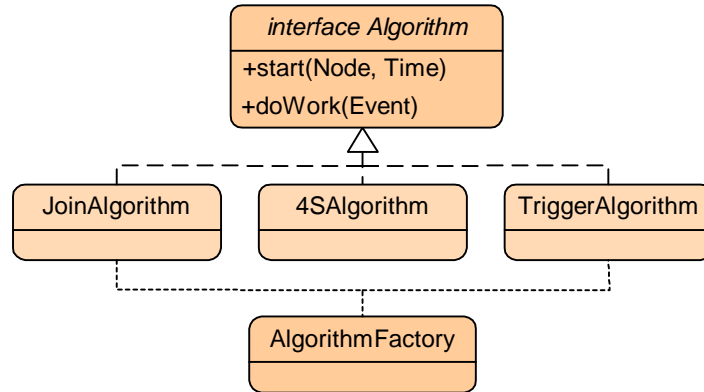 interface Algorithm
+start(Node, Time)
+doWork(Event)
JoinAlgorithm
4SAlgorithm
TriggerAlgorithm
AlgorithmFactory